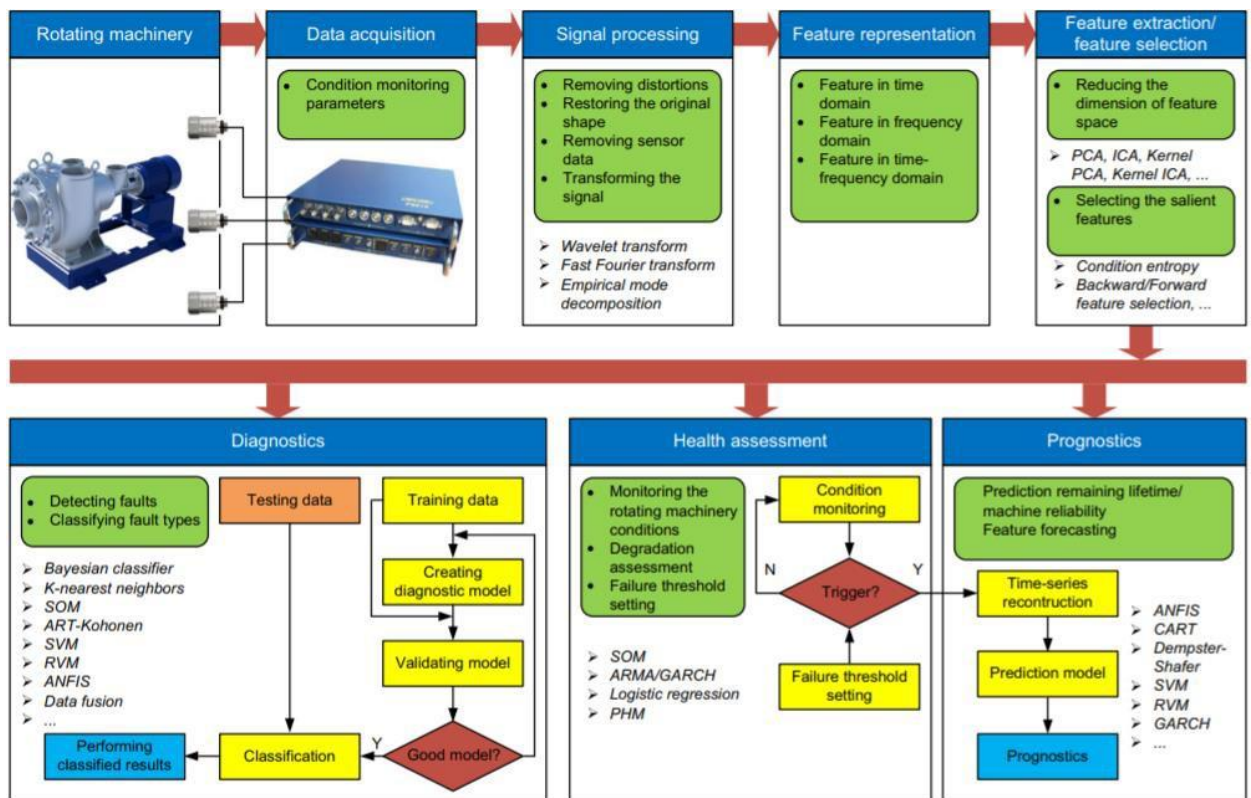 Rotating machinery
Data acquisition
• Condition monitoring
parameters
Signal processing
• Removing distortions
• Restoring the original
shape
• Removing sensor
data
• Transforming the
signal
➢ Wavelet transform
➢ Fast Fourier transform
➢ Empirical mode
decomposition
Feature representation
• Feature in time
domain
• Feature in frequency
domain
• Feature in time-
frequency domain
Feature extraction/
feature selection
• Reducing the
dimension of feature
space
➢ PCA, ICA, Kernel
PCA, Kernel ICA, ...
• Selecting the salient
features
➢ Condition entropy
➢ Backward/Forward
feature selection, ...
Diagnostics
• Detecting faults
• Classifying fault types
➢ Bayesian classifier
➢ K-nearest neighbors
➢ SOM
➢ ART-Kohonen
➢ SVM
➢ RVM
➢ ANFIS
➢ Data fusion
➢ ...
Testing data
Training data
Creating
diagnostic model
Validating model
Good model?
Y
Classification
Performing
classified results
Health assessment
• Monitoring the
rotating machinery
conditions
• Degradation
assessment
• Failure threshold
setting
➢ SOM
➢ ARMA/GARCH
➢ Logistic regression
➢ PHM
Condition
monitoring
N
Trigger?
Y
Failure threshold
setting
Prognostics
Prediction remaining lifetime/
machine reliability
Feature forecasting
Time-series
recontruction
Prediction model
Prognostics
➢ ANFIS
➢ CART
➢ Dempster-
Shafer
➢ SVM
➢ RVM
➢ GARCH
➢ ...